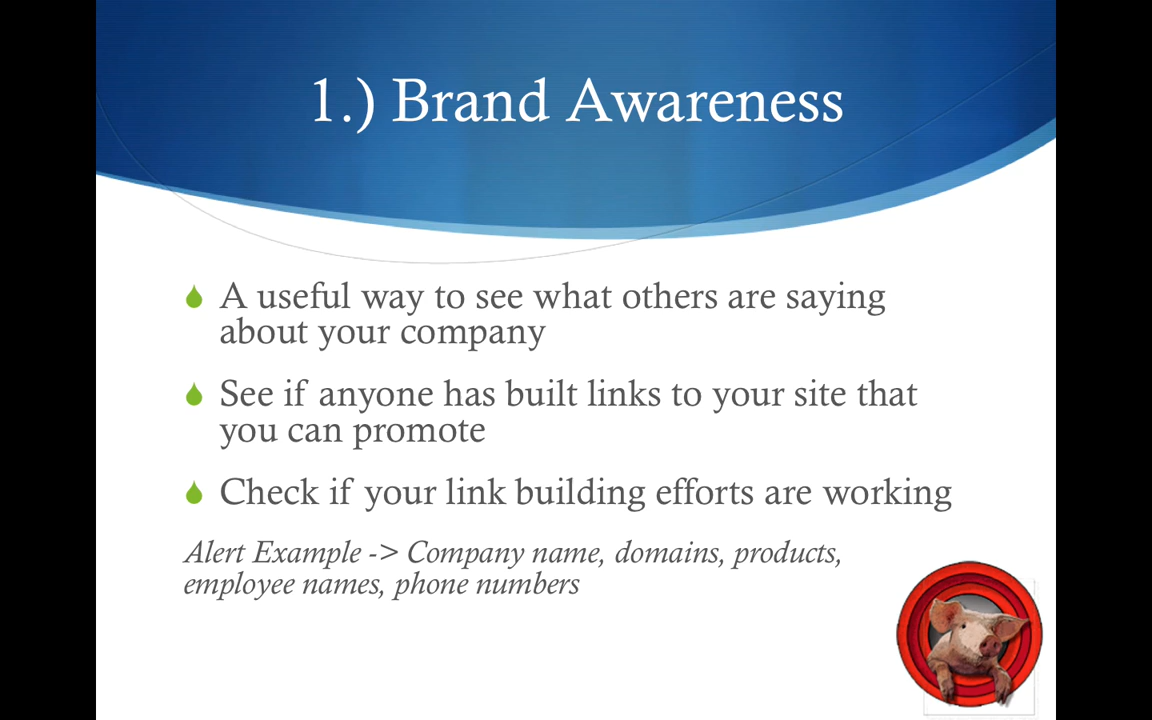 1.) Brand Awareness
A useful way to see what others are saying
about your company
See if anyone has built links to your site that
you can promote
Check if your link building efforts are working
Alert Example -> Company name, domains, products,
employee names, phone numbers